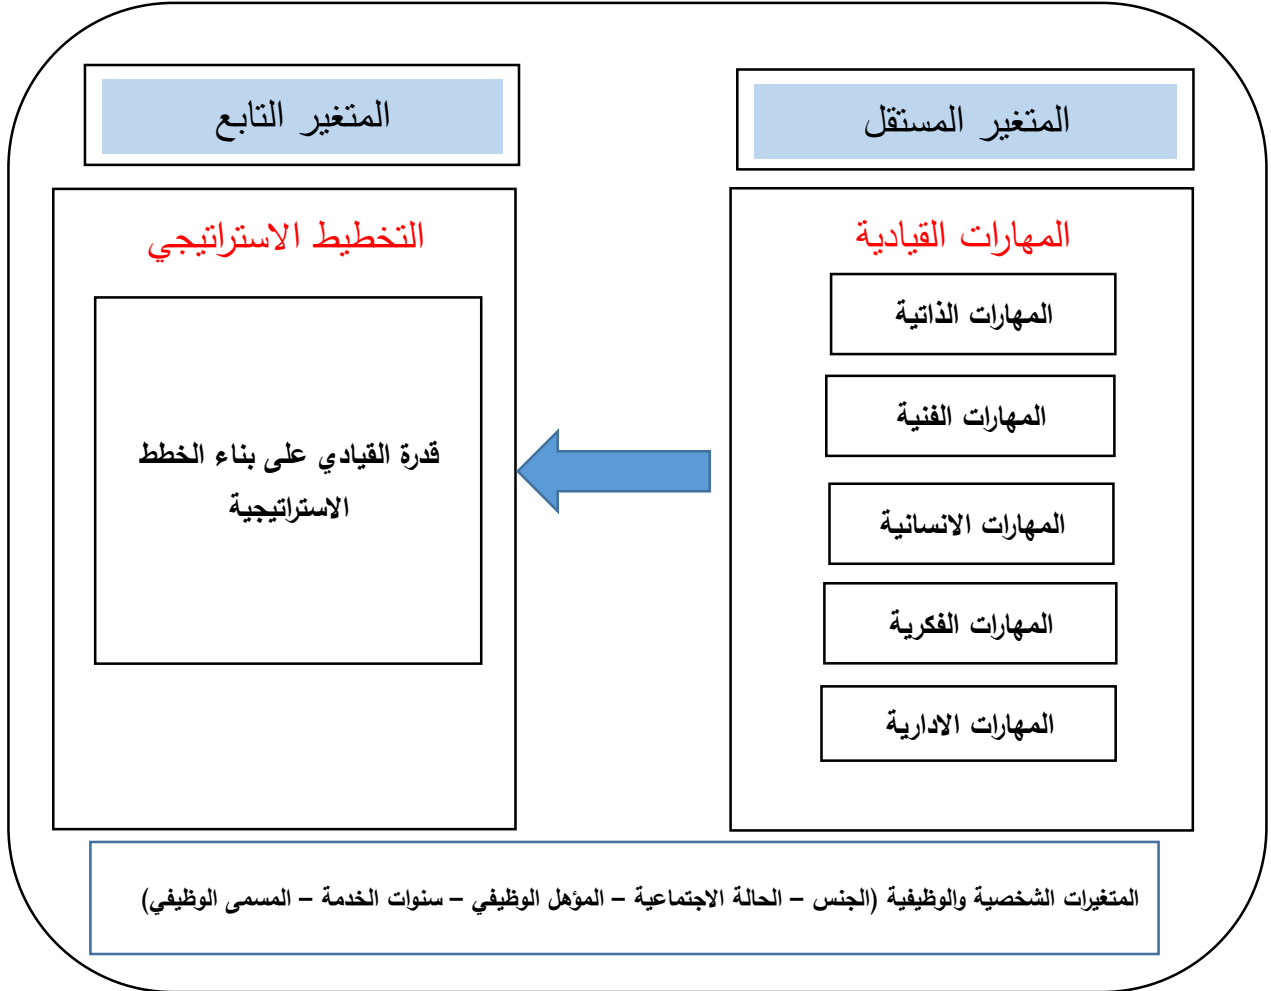 المتغير المستقل
المهارات القيادية
المهارات الذاتية
المهارات الفنية
المهارات الانسانية
المهارات الفكرية
المهارات الادارية
المتغير التابع
التخطيط الاستراتيجي
قدرة القيادي على بناء الخطط
الاستراتيجية
المتغيرات الشخصية والوظيفية (الجنس – الحالة الاجتماعية – المؤهل الوظيفي – سنوات الخدمة – المسمى الوظيفي)